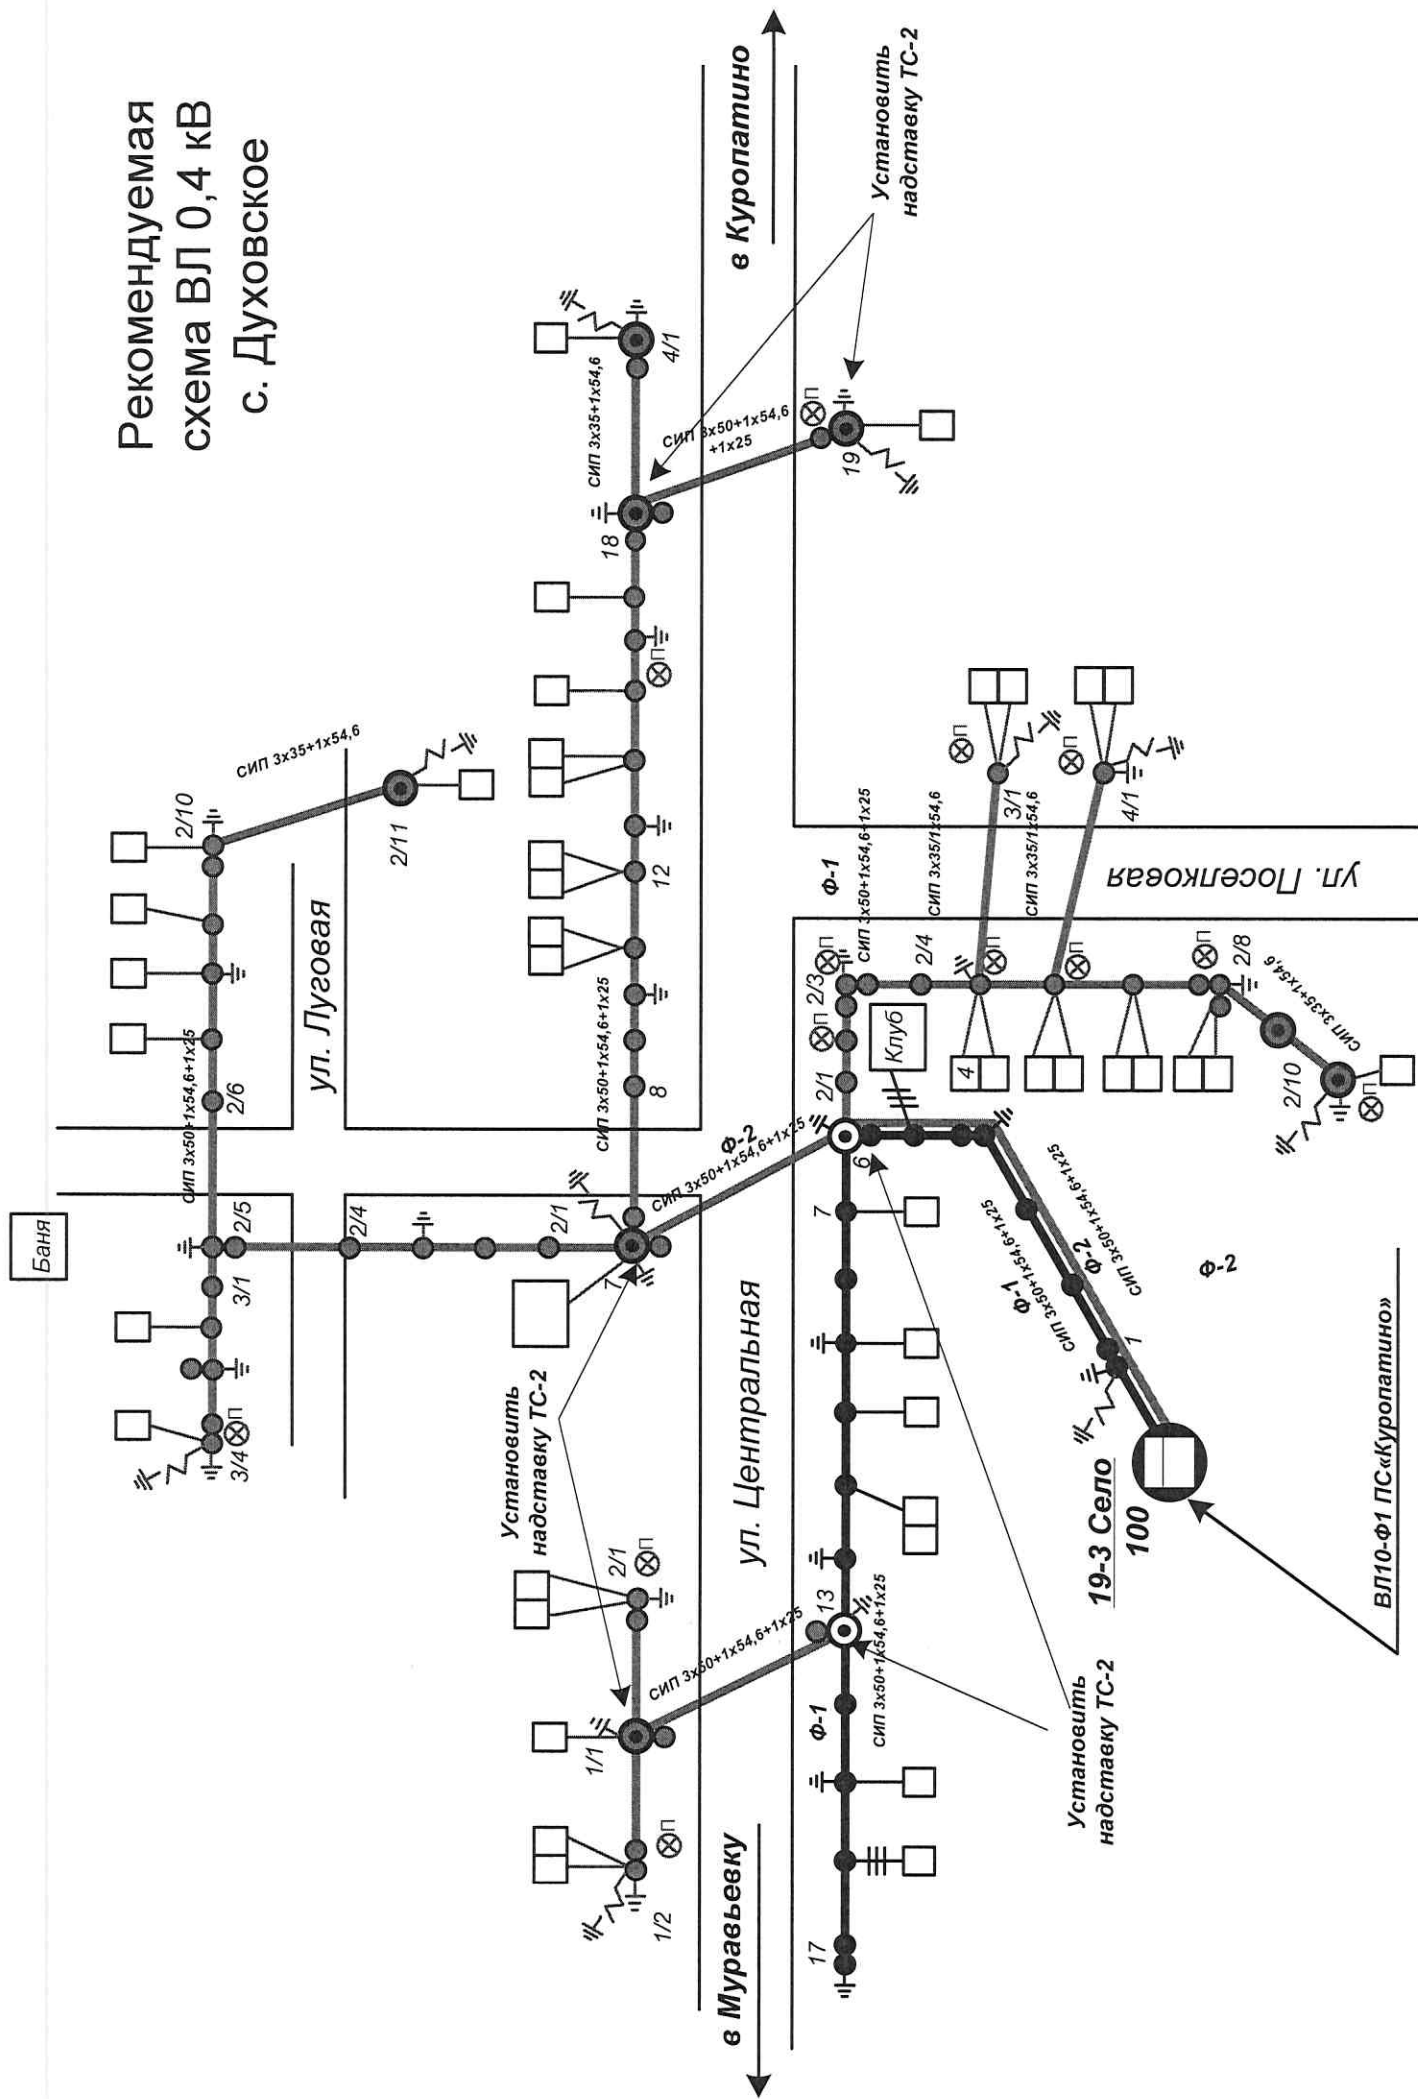 Рекомендуемая
схема ВЛ 0,4 кВ
с. Духовское
Баня
3/4
П
3/1
2/5
СИП 3х50+1х54,6+1х25
2/6
2/10
СИП 3х35+1х54,6
2/11
ул. Луговая
2/4
2/1
7
СИП 3х50+1х54,6+1х25
8
12
П
18
СИП 3х35+1х54,6
4/1
СИП 3х50+1х54,6
+1х25
П
19
Установить
надставку ТС-2
в Куропатино
Установить
надставку ТС-2
1/2
П
1/1
2/1
П
СИП 3х50+1х54,6+1х25
Ф-2
СИП 3х50+1х54,6+1х25
в Муравьевку
ул. Центральная
17
Ф-1
СИП 3х50+1х54,6+1х25
13
7
6
2/1
П
2/3
П
Ф-1
СИП 3х50+1х54,6+1х25
2/4
Клуб
4
П
СИП 3х35/1х54,6
3/1
П
П
СИП 3х35/1х54,6
4/1
П
ул. Поселковая
П
2/8
СИП 3х35+1х54,6
2/10
П
Ф-1
СИП 3х50+1х54,6+1х25
Ф-2
СИП 3х50+1х54,6+1х25
Ф-2
1
19-3 Село
100
Установить
надставку ТС-2
ВЛ10-Ф1 ПС«Куропатино»